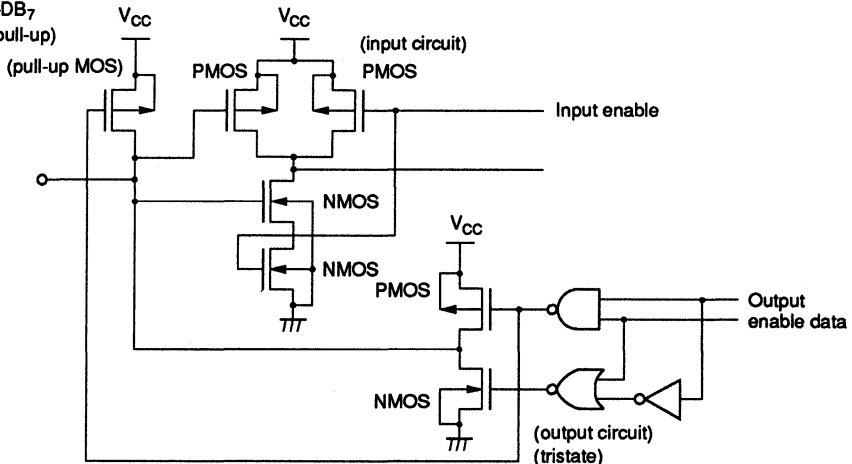 -DB7
pull-up)
VCC
VCC
(input circuit)
(pull-up MOS)
PMOS
PMOS
Input enable
NMOS
NMOS
VCC
PMOS
Output
enable data
NMOS
(output circuit)
(tristate)